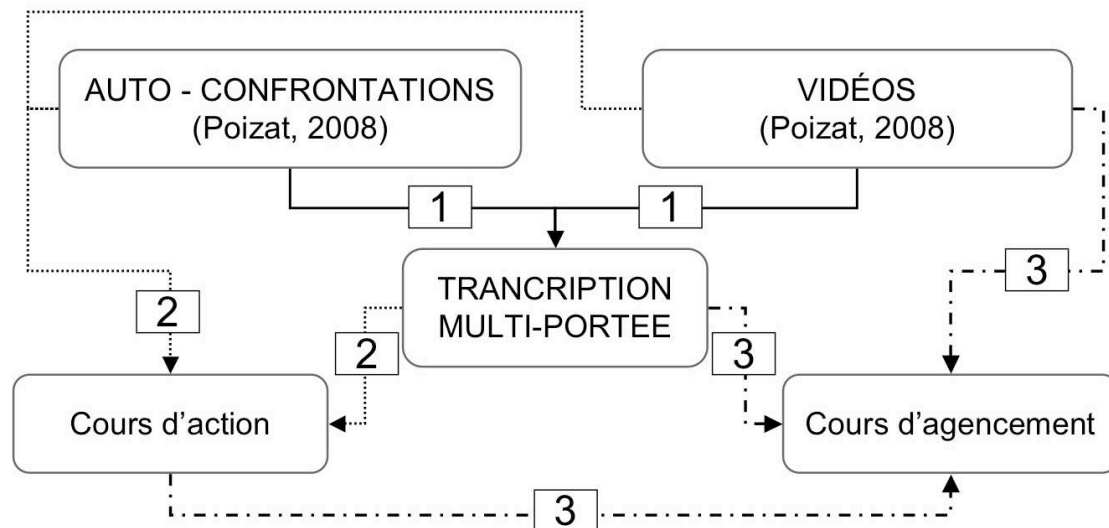 AUTO - CONFRONTATIONS
(Poizat, 2008)
VIDÉOS
(Poizat, 2008)
1
1
TRANCRIPTION
MULTI-PORTEE
3
2
2
3
Cours d’action
Cours d’agencement
3